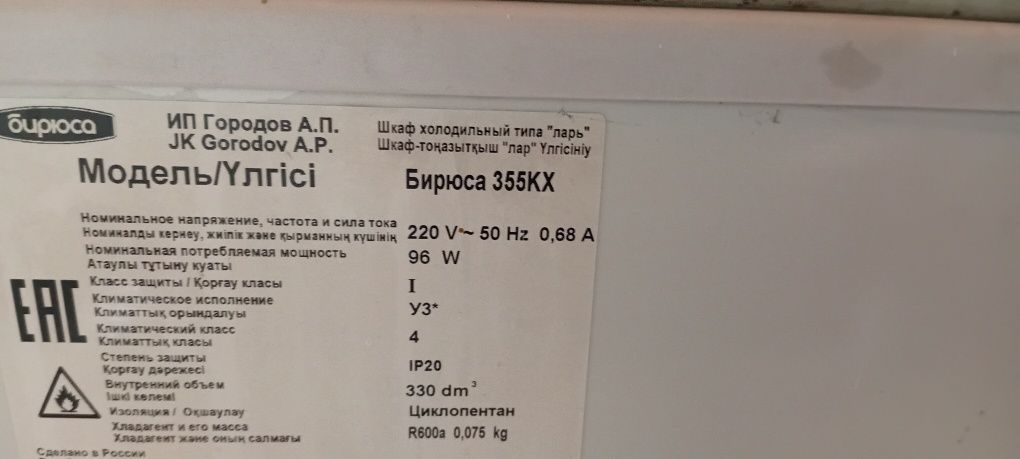 бирюса
ИП Городов А.П.
JK Gorodov A.P.
Шкаф холодильный типа "ларь"
Шкаф-тоңазытқыш "лар" Үлгісініу
Модель/Үлгісі Бирюса 355КХ
Номинальное напряжение, частота и сила тока
Номиналды кернеу, жиілік және қырманның күшінің
220 V~ 50 Hz 0,68 A
Номинальная потребляемая мощность
Атаулы тұтыну куаты
96 W
Класс защиты / Қорғау класы I
Климатическое исполнение
Климаттық орындалуы
У3*
Климатический класс
Климаттық класы
4
Степень защиты
Қорғау дәрежесі
IP20
Внутренний объем
Ішкі көлемі
330 dm³
Изоляция / Оқшаулау Циклопентан
Хладагент и его масса
Хладагент және оның салмағы
R600a 0,075 kg
ЕАС
Сделано в России